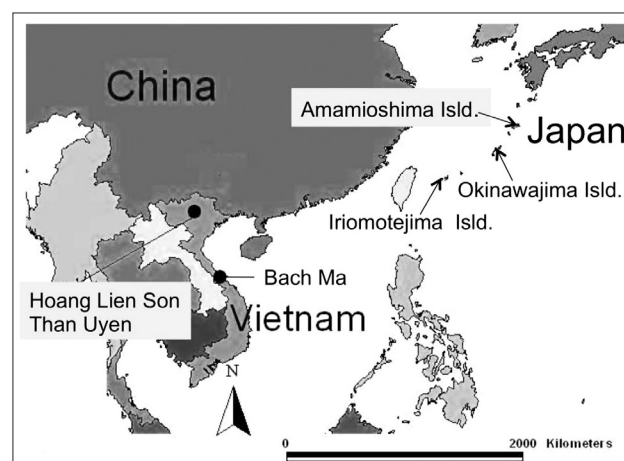 China
Amamioshima Isld.
Japan
Okinawajima Isld.
Iriomotejima Isld.
Bach Ma
Hoang Lien Son
Than Uyen
Vietnam
N
0
2000 Kilometers